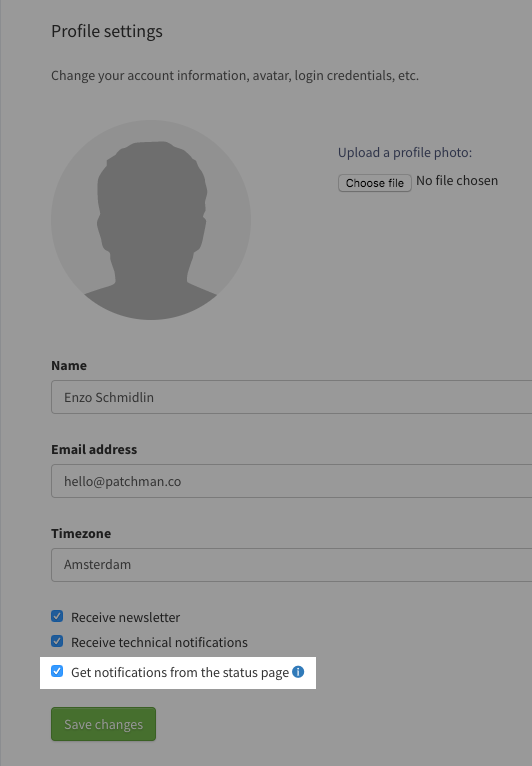 Profile settings
Change your account information, avatar, login credentials, etc.
Upload a profile photo:
Choose file No file chosen
Name
Enzo Schmidlin
Email address
hello@patchman.co
Timezone
Amsterdam
Receive newsletter
Receive technical notifications
Get notifications from the status page
Save changes